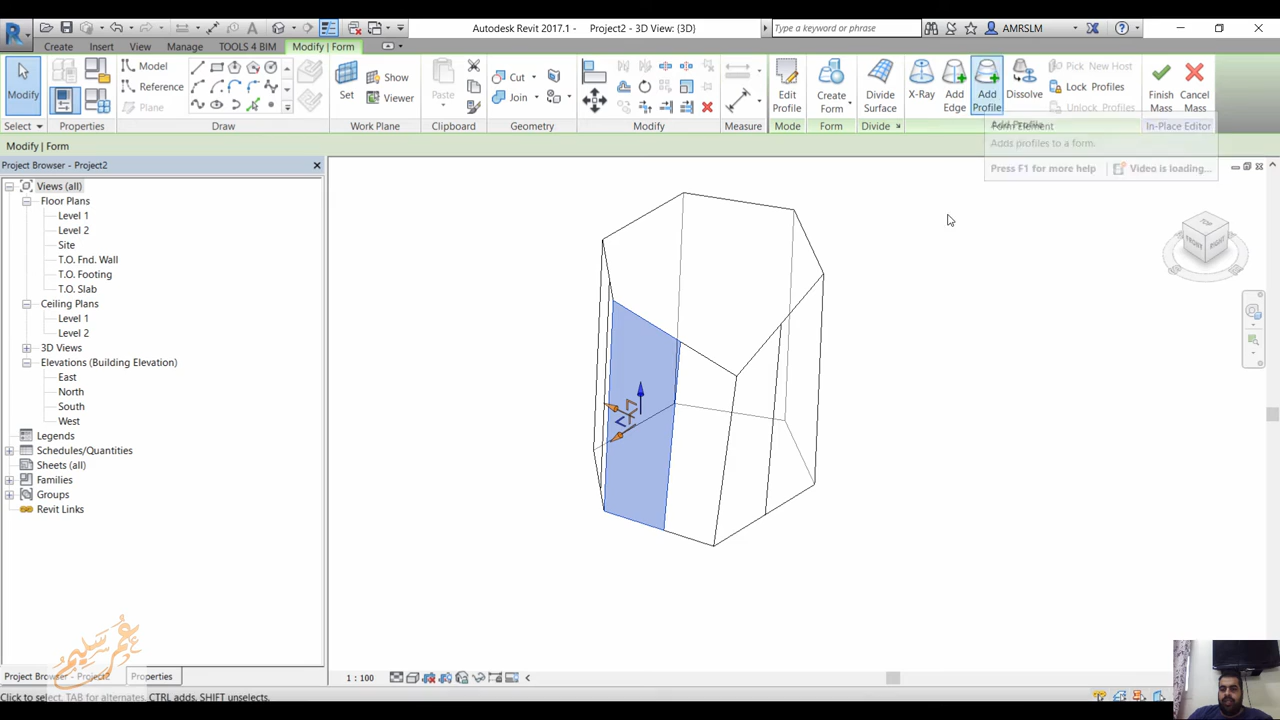 Autodesk Revit 2017.1 - Project2 - 3D View: {3D}
Type a keyword or phrase
AMRSLM
Create Insert View Manage TOOLS 4 BIM Modify | Form
Modify
Model
Reference
Plane
Set
Show
Viewer
Paste
Cut
Join
Edit Profile
Create Form
Divide Surface
X-Ray
Add Edge
Add Profile
Dissolve
Pick New Host
Lock Profiles
Unlock Profiles
Finish Mass
Cancel Mass
Select Properties Draw Work Plane Clipboard Geometry Modify Measure Mode Form Divide Form Element In-Place Editor
Add Profile
Adds profiles to a form.
Press F1 for more help Video is loading...
Modify | Form
Project Browser - Project2
Views (all)
Floor Plans
Level 1
Level 2
Site
T.O. Fnd. Wall
T.O. Footing
T.O. Slab
Ceiling Plans
Level 1
Level 2
3D Views
Elevations (Building Elevation)
East
North
South
West
Legends
Schedules/Quantities
Sheets (all)
Families
Groups
Revit Links
TOP
FRONT
RIGHT
عمر سليم
Project Browser - Project2 Properties
1 : 100
Click to select, TAB for alternates, CTRL adds, SHIFT unselects.